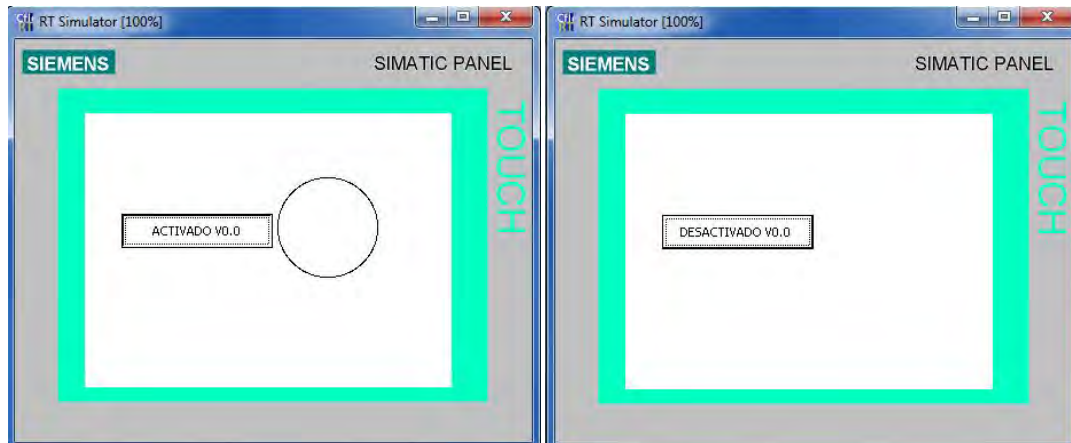 RT Simulator [100%]
SIEMENS
SIMATIC PANEL
TOUCH
ACTIVADO V0.0
RT Simulator [100%]
SIEMENS
SIMATIC PANEL
TOUCH
DESACTIVADO V0.0